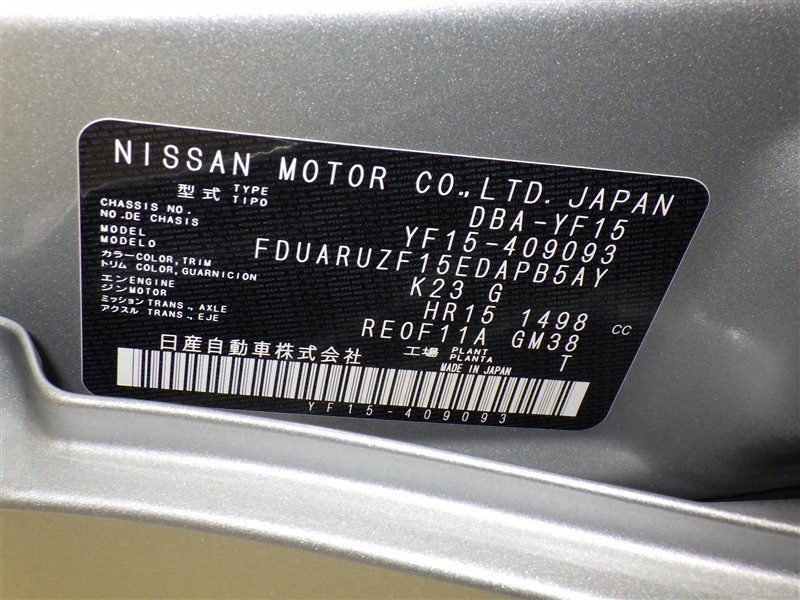 NISSAN MOTOR CO.,LTD. JAPAN
型式 TYPE TIPO DBA-YF15
CHASSIS NO. NO.DE CHASIS YF15-409093
MODEL MODELO FDUARUZF15EDAPB5AY
カラー COLOR, TRIM トリム COLOR, GUARNICION K23 G
エンジン ENGINE MOTOR HR15 1498 CC
ミッション TRANS., AXLE アクスル TRANS., EJE RE0F11A GM38
日産自動車株式会社 工場 PLANT PLANTA T
MADE IN JAPAN
YF15-409093